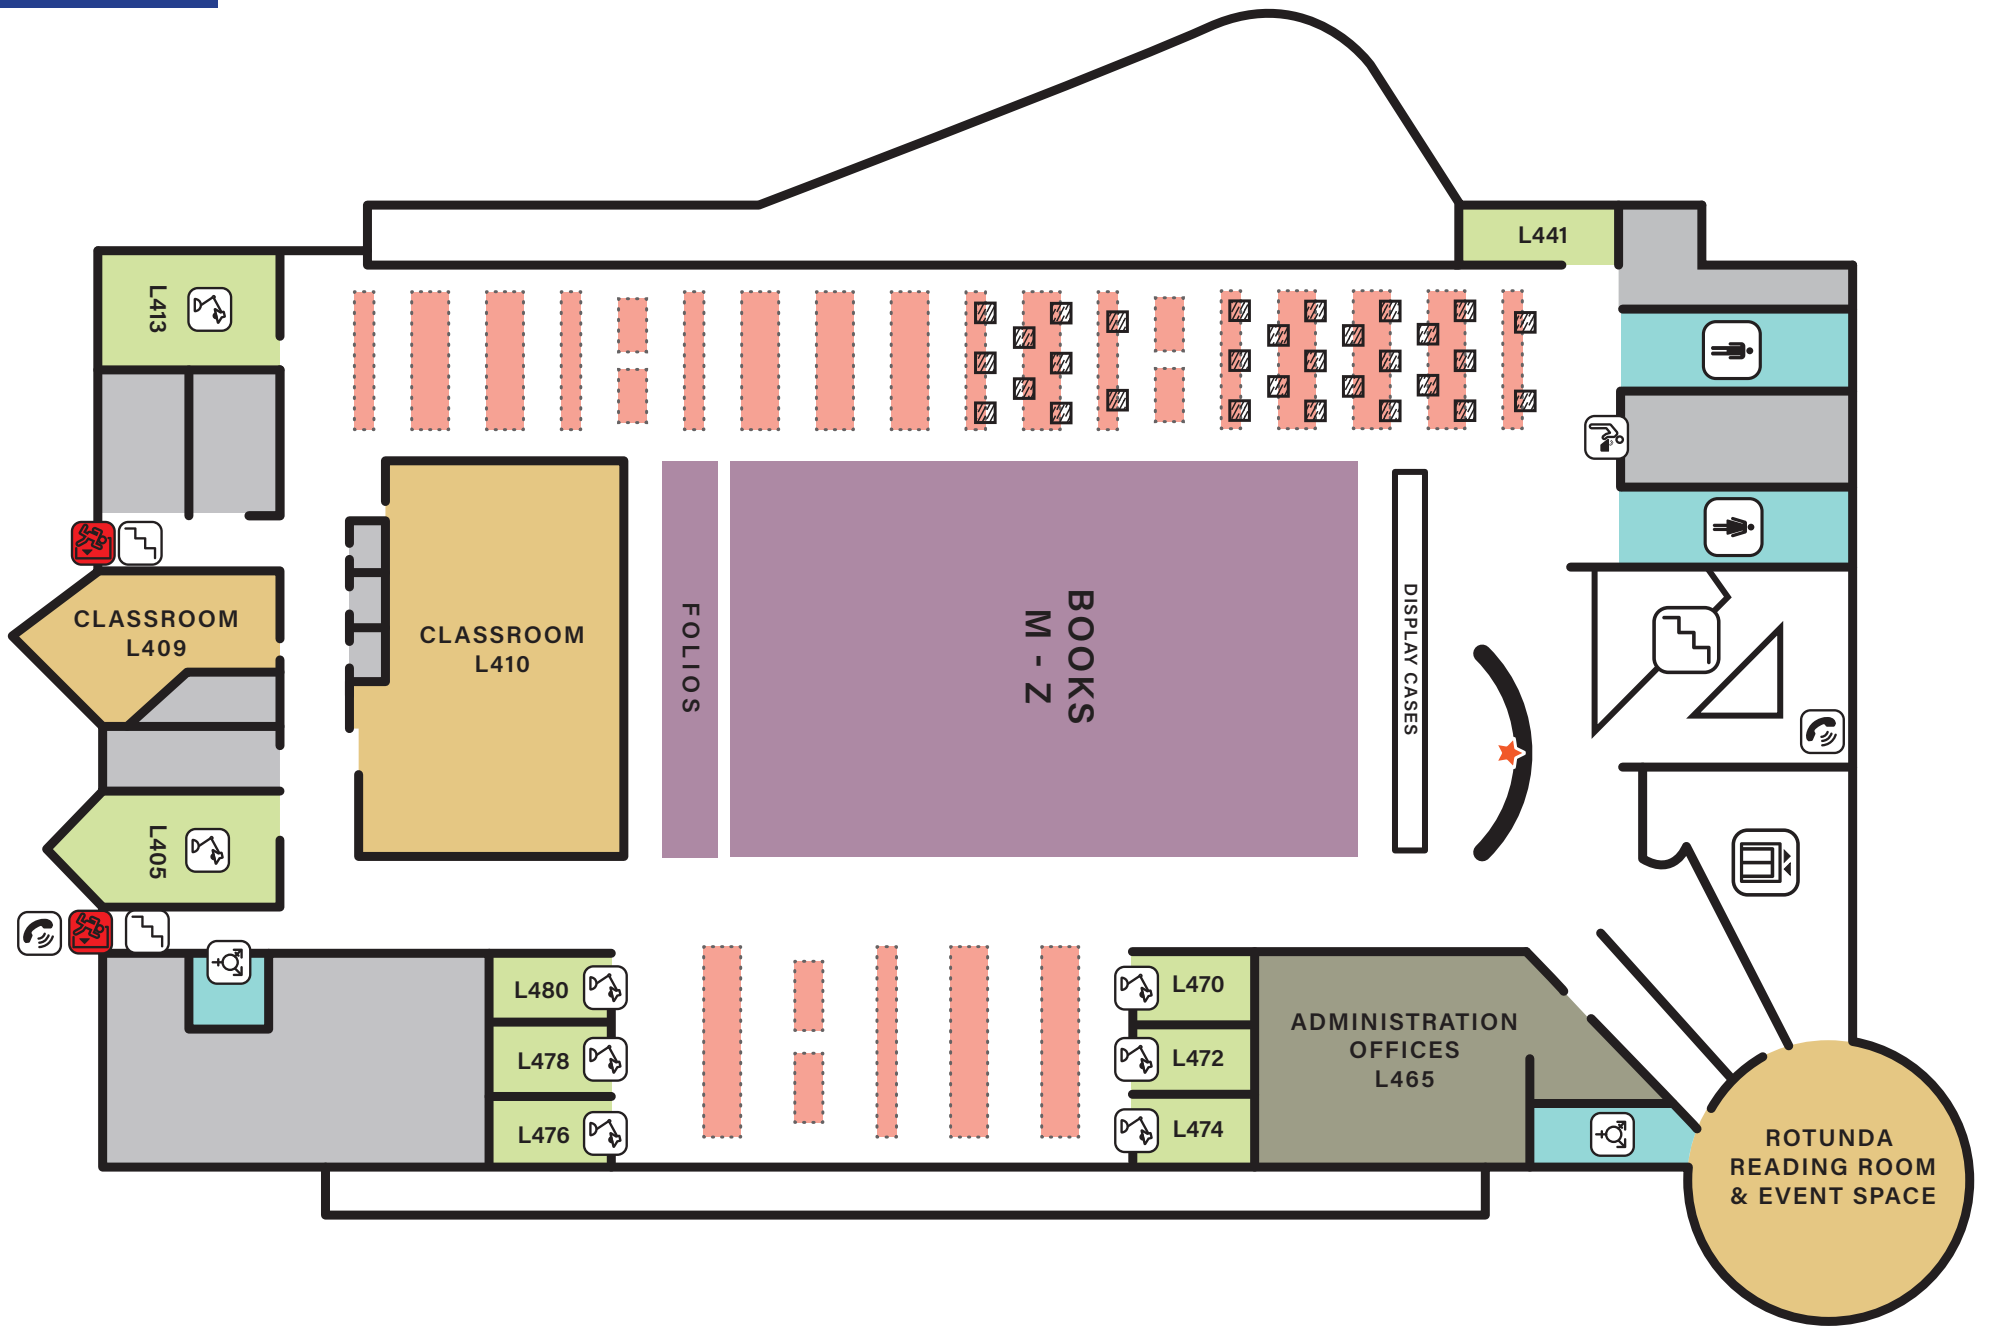 L441
L413
CLASSROOM
L409
CLASSROOM
L410
FOLIOS
BOOKS
M - Z
DISPLAY CASES
L405
L480
L478
L476
L470
L472
L474
ADMINISTRATION
OFFICES
L465
ROTUNDA
READING ROOM
& EVENT SPACE